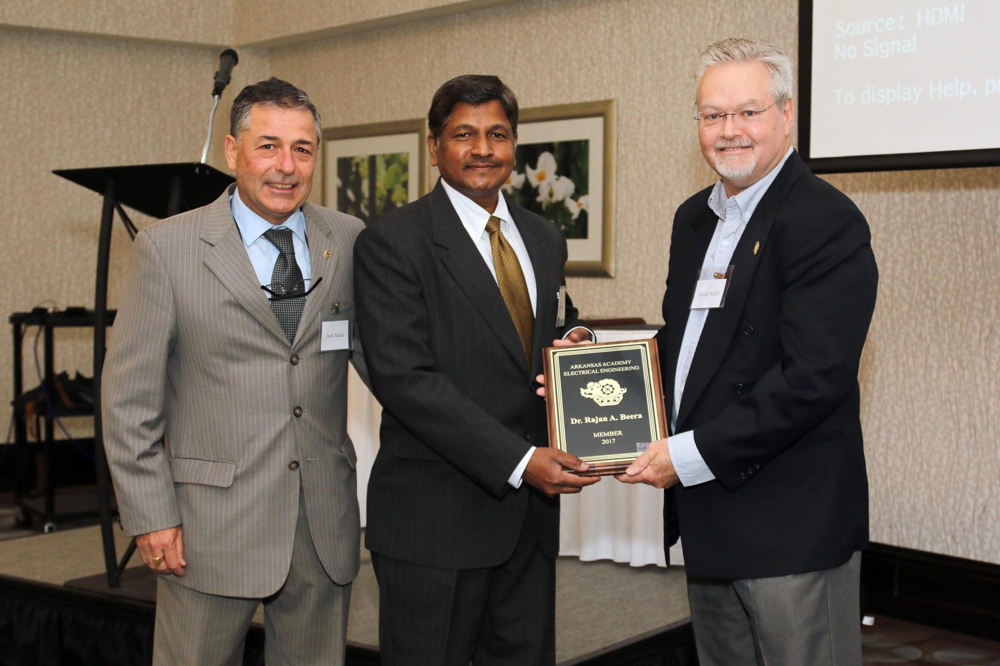 Source: HDMI
No Signal
To display Help, pr
Juan Balda
Keith Miller
ARKANSAS ACADEMY
ELECTRICAL ENGINEERING
Dr. Rajan A. Beera
MEMBER
2017